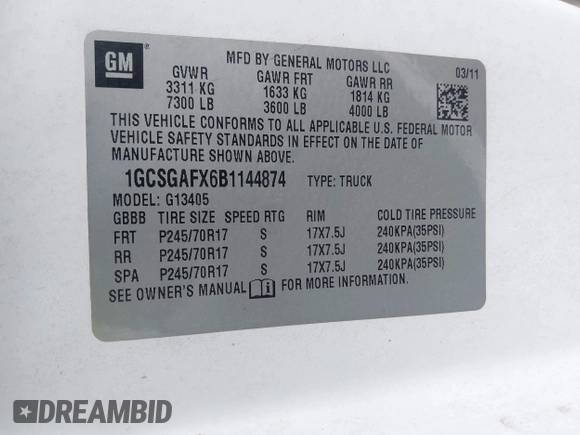 GM
®
MFD BY GENERAL MOTORS LLC
03/11
GVWR GAWR FRT GAWR RR
3311 KG 1633 KG 1814 KG
7300 LB 3600 LB 4000 LB
THIS VEHICLE CONFORMS TO ALL APPLICABLE U.S. FEDERAL MOTOR
VEHICLE SAFETY STANDARDS IN EFFECT ON THE DATE OF
MANUFACTURE SHOWN ABOVE.
1GCSGAFX6B1144874 TYPE: TRUCK
MODEL: G13405
GBBB TIRE SIZE SPEED RTG RIM COLD TIRE PRESSURE
FRT P245/70R17 S 17X7.5J 240KPA(35PSI)
RR P245/70R17 S 17X7.5J 240KPA(35PSI)
SPA P245/70R17 S 17X7.5J 240KPA(35PSI)
SEE OWNER'S MANUAL FOR MORE INFORMATION.
DREAMBID